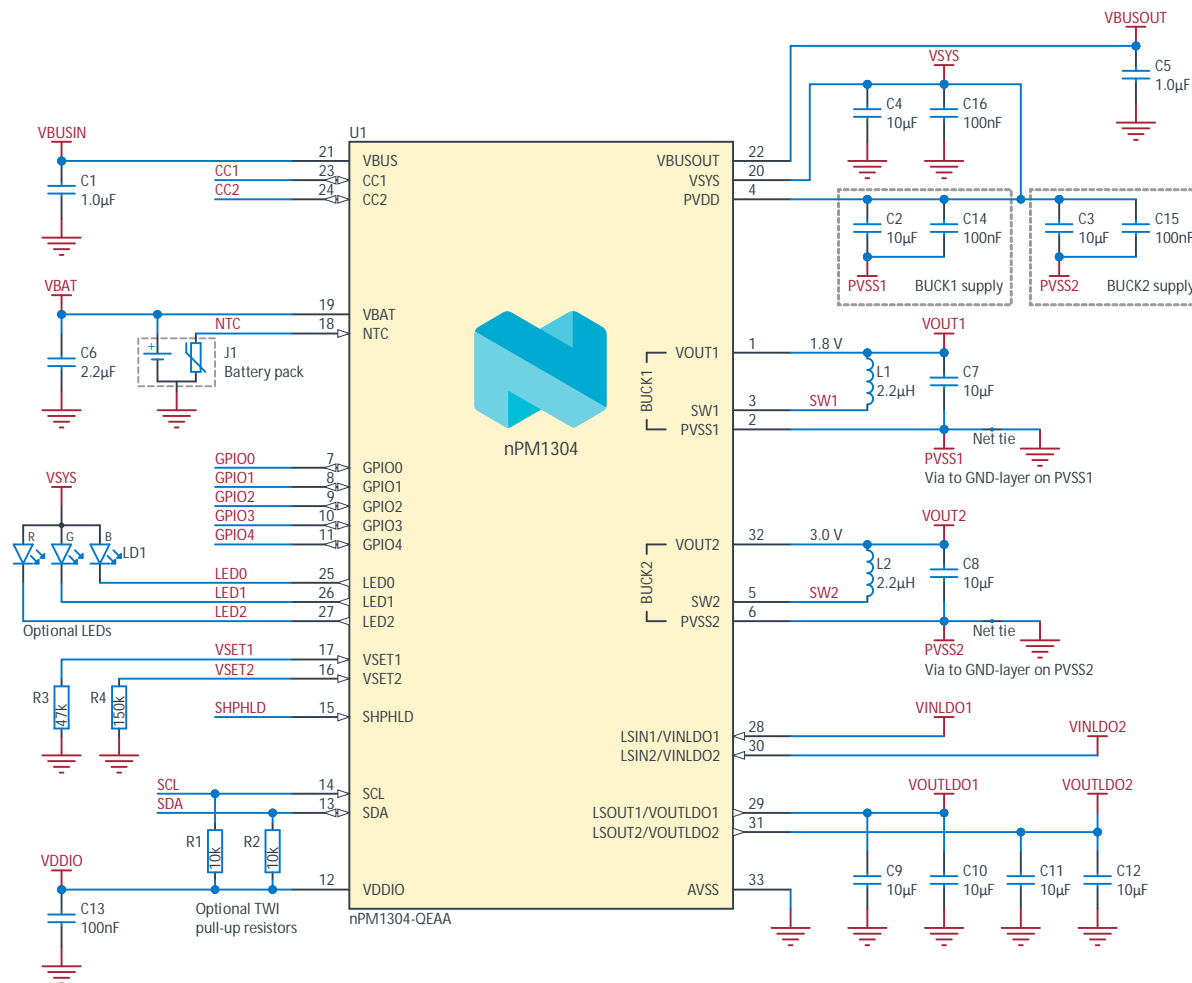 VBUSOUT
C5
1.0µF
VSYS
C4
10µF
C16
100nF
U1
VBUSIN
C1
1.0µF
21
VBUS
CC1
23
CC1
CC2
24
CC2
VBUSOUT
22
VSYS
20
PVDD
4
C2
10µF
C14
100nF
PVSS1
BUCK1 supply
C3
10µF
C15
100nF
PVSS2
BUCK2 supply
VBAT
C6
2.2µF
19
VBAT
NTC
18
NTC
+
J1
Battery pack
nPM1304
BUCK1
VOUT1
1
1.8 V
VOUT1
L1
2.2µH
C7
10µF
SW1
3
SW1
PVSS1
2
Net tie
PVSS1
Via to GND-layer on PVSS1
GPIO0
7
GPIO0
GPIO1
8
GPIO1
GPIO2
9
GPIO2
GPIO3
10
GPIO3
GPIO4
11
GPIO4
VSYS
R
G
B
LD1
Optional LEDs
LED0
25
LED0
LED1
26
LED1
LED2
27
LED2
BUCK2
VOUT2
32
3.0 V
VOUT2
L2
2.2µH
C8
10µF
SW2
5
SW2
PVSS2
6
Net tie
PVSS2
Via to GND-layer on PVSS2
VSET1
17
VSET1
VSET2
16
VSET2
R3
47k
R4
150k
SHPHLD
15
SHPHLD
VINLDO1
LSIN1/VINLDO1
28
VINLDO2
LSIN2/VINLDO2
30
SCL
14
SCL
SDA
13
SDA
R1
10k
R2
10k
VOUTLDO1
VOUTLDO2
LSOUT1/VOUTLDO1
29
LSOUT2/VOUTLDO2
31
C9
10µF
C10
10µF
C11
10µF
C12
10µF
VDDIO
12
VDDIO
C13
100nF
Optional TWI
pull-up resistors
AVSS
33
nPM1304-QEAA